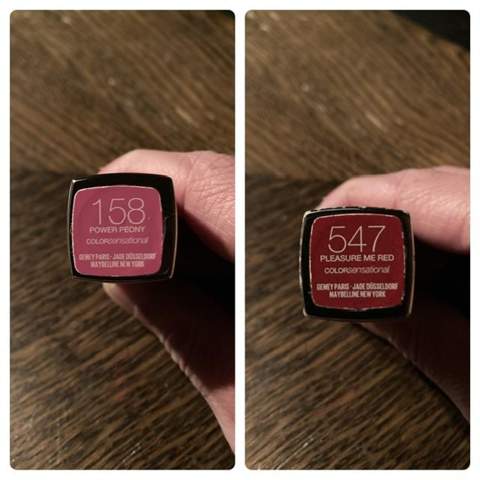 158
POWER PEONY
COLORsensational
GEMEY PARIS · JADE DÜSSELDORF
MAYBELLINE NEW YORK
547
PLEASURE ME RED
COLORsensational
GEMEY PARIS · JADE DÜSSELDORF
MAYBELLINE NEW YORK